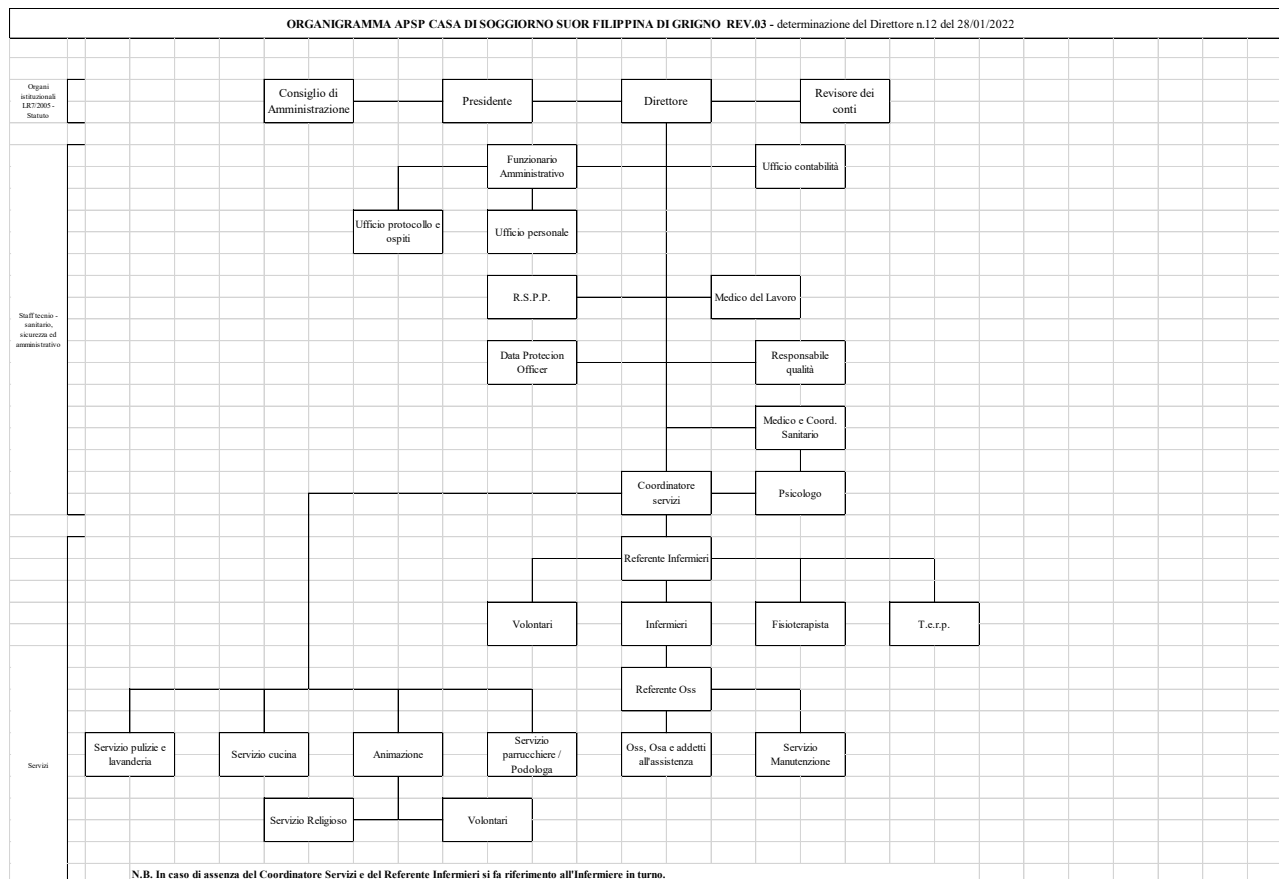 ORGANIGRAMMA APSP CASA DI SOGGIORNO SUOR FILIPPINA DI GRIGNO REV.03 - determinazione del Direttore n.12 del 28/01/2022
Organi
istituzionali
LR7/2005 -
Statuto
Consiglio di
Amministrazione
Presidente
Direttore
Revisore dei
conti
Funzionario
Amministrativo
Ufficio contabilità
Ufficio protocollo e
ospiti
Ufficio personale
R.S.P.P.
Medico del Lavoro
Staff tecnio -
sanitario,
sicurezza ed
amministrativo
Data Protecion
Officer
Responsabile
qualità
Medico e Coord.
Sanitario
Coordinatore
servizi
Psicologo
Referente Infermieri
Volontari
Infermieri
Fisioterapista
T.e.r.p.
Referente Oss
Servizi
Servizio pulizie e
lavanderia
Servizio cucina
Animazione
Servizio
parrucchiere /
Podologa
Oss, Osa e addetti
all'assistenza
Servizio
Manutenzione
Servizio Religioso
Volontari
N.B. In caso di assenza del Coordinatore Servizi e del Referente Infermieri si fa riferimento all'Infermiere in turno.